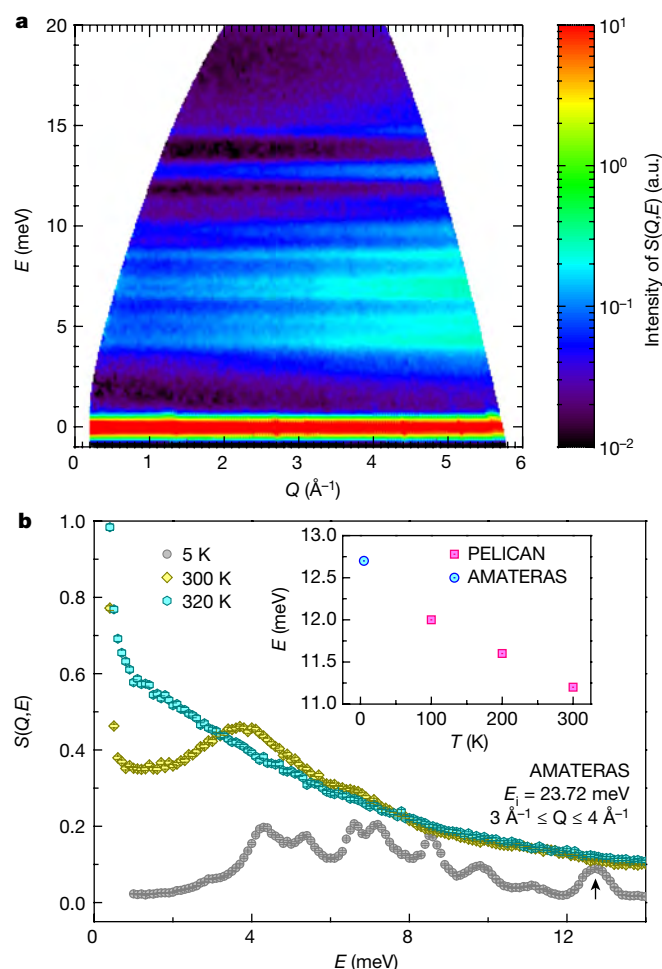 a
20
15
10
5
0
E (meV)
0 1 2 3 4 5 6
Q (Å⁻¹)
10¹
10⁰
10⁻¹
10⁻²
Intensity of S(Q,E) (a.u.)
b
1.0
0.8
0.6
0.4
0.2
0.0
S(Q,E)
5 K
300 K
320 K
13.0
12.5
12.0
11.5
11.0
E (meV)
PELICAN
AMATERAS
0 100 200 300
T (K)
AMATERAS
Eᵢ = 23.72 meV
3 Å⁻¹ ≤ Q ≤ 4 Å⁻¹
0 4 8 12
E (meV)